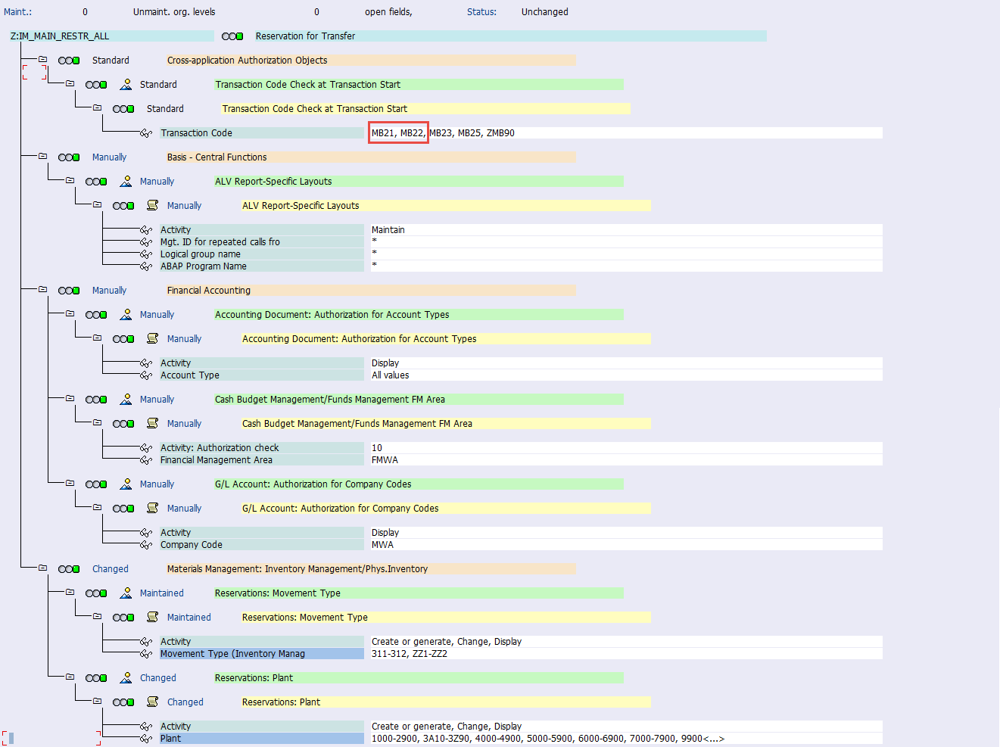 Maint.: 0 Unmaint. org. levels 0 open fields, Status: Unchanged
Z:IM_MAIN_RESTR_ALL Reservation for Transfer
Standard Cross-application Authorization Objects
Standard Transaction Code Check at Transaction Start
Standard Transaction Code Check at Transaction Start
Transaction Code MB21, MB22, MB23, MB25, ZMB90
Manually Basis - Central Functions
Manually ALV Report-Specific Layouts
Manually ALV Report-Specific Layouts
Activity Maintain
Mgt. ID for repeated calls fro *
Logical group name *
ABAP Program Name *
Manually Financial Accounting
Manually Accounting Document: Authorization for Account Types
Manually Accounting Document: Authorization for Account Types
Activity Display
Account Type All values
Manually Cash Budget Management/Funds Management FM Area
Manually Cash Budget Management/Funds Management FM Area
Activity: Authorization check 10
Financial Management Area FMWA
Manually G/L Account: Authorization for Company Codes
Manually G/L Account: Authorization for Company Codes
Activity Display
Company Code MWA
Changed Materials Management: Inventory Management/Phys.Inventory
Maintained Reservations: Movement Type
Maintained Reservations: Movement Type
Activity Create or generate, Change, Display
Movement Type (Inventory Manag 311-312, ZZ1-ZZ2
Changed Reservations: Plant
Changed Reservations: Plant
Activity Create or generate, Change, Display
Plant 1000-2900, 3A10-3Z90, 4000-4900, 5000-5900, 6000-6900, 7000-7900, 9900<...>